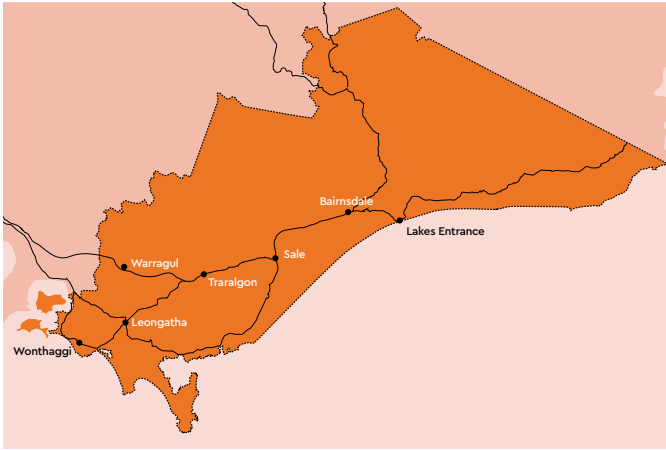 Bairnsdale
Lakes Entrance
Sale
Warragul
Traralgon
Leongatha
Wonthaggi